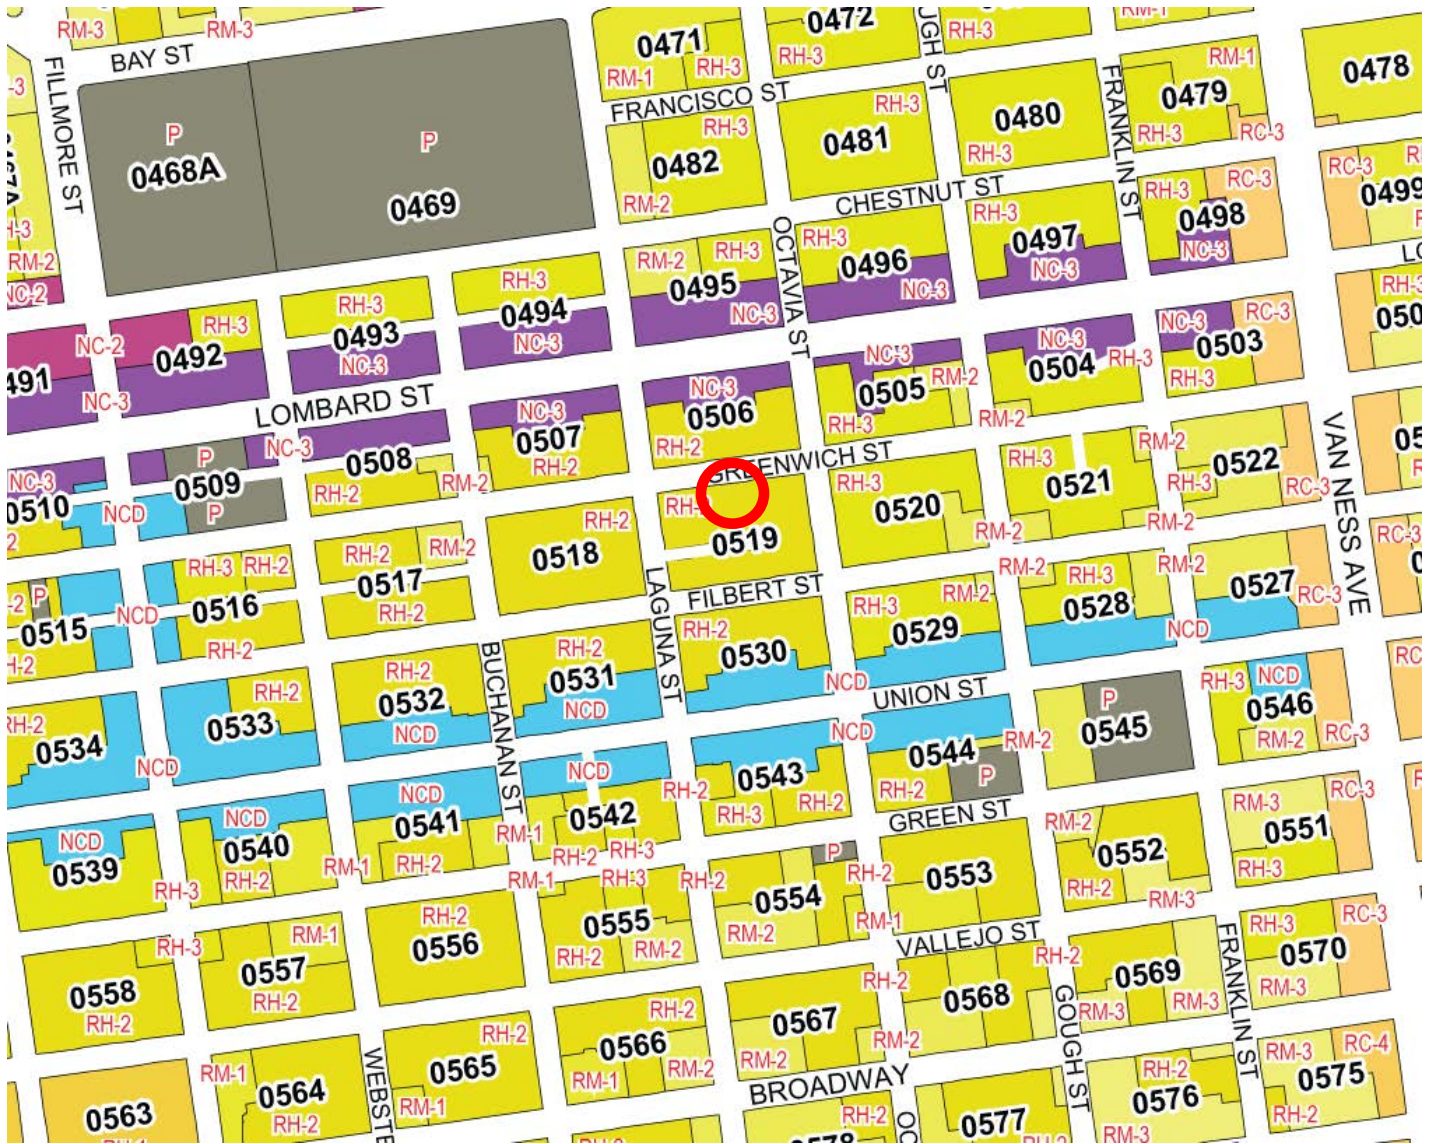 RM-3
RM-3
BAY ST
FILLMORE ST
P
0468A
P
0469
0471
RM-1
RH-3
0472
RH-3
RH-3
RM-1
RM-1
0479
RH-3
RC-3
0478
FRANCISCO ST
RH-3
0482
RM-2
RH-3
0481
0480
RH-3
FRANKLIN ST
CHESTNUT ST
RH-3
RC-3
0498
NC-3
RC-3
0499
RM-2
NC-2
RM-2
RH-3
0495
NC-3
OCTAVIA ST
RH-3
0496
NC-3
RH-3
0497
NC-3
NC-2
RH-3
0492
NC-3
RH-3
0493
NC-3
RH-3
0494
NC-3
LOMBARD ST
NC-3
0505
RM-2
RH-3
NC-3
0504
RH-3
RM-2
NC-3
RC-3
0503
RH-3
NC-3
0506
RH-2
NC-3
0507
RH-2
NC-3
0508
RH-2
RM-2
P
0509
P
NC-3
0510
NCD
GREENWICH ST
0519
RH-3
0520
RM-2
RH-3
0521
RM-2
RM-2
0522
RH-3
RC-3
VAN NESS AVE
RH-2
0518
RH-2
RM-2
0517
RH-2
RH-3
RH-2
0516
RH-2
NCD
P
0515
LAGUNA ST
FILBERT ST
RH-2
0530
NCD
RH-3
RM-2
0529
RM-2
RH-3
0528
RM-2
0527
RC-3
NCD
RC-3
BUCHANAN ST
RH-2
0531
NCD
RH-2
0532
NCD
RH-2
0533
RH-2
0534
NCD
UNION ST
NCD
0544
RH-2
P
RM-2
P
0545
RH-3
NCD
0546
RM-2
RC-3
NCD
0542
RH-2
RH-3
RM-1
RH-2
0543
RH-3
RH-2
NCD
0541
RH-2
NCD
0540
RH-2
RM-1
NCD
0539
RH-3
GREEN ST
P
RH-2
0553
RM-2
0552
RH-2
RM-3
RM-3
0551
RH-3
RC-3
RM-1
RH-3
RH-2
0554
RM-2
RM-1
0555
RH-2
RM-2
RH-2
0556
RM-1
0557
RH-2
RH-3
0558
RH-2
VALLEJO ST
RH-2
0568
RH-2
0569
RM-3
RM-3
RH-3
RC-3
0570
RM-3
FRANKLIN ST
GOUGH ST
0567
RM-2
RM-2
RH-2
0566
RM-1
RM-2
RH-2
0565
RM-1
RM-1
0564
RH-2
0563
BROADWAY
RH-2
0577
RH-2
0576
RM-3
RM-3
RC-4
0575
RH-2